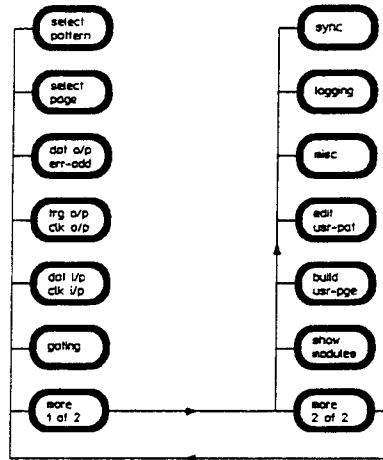 select
pattern
select
page
dat o/p
err-add
trg o/p
clk o/p
dat i/p
clk i/p
gating
more
1 of 2
sync
logging
misc
edit
usr-pat
build
usr-pge
show
modules
more
2 of 2